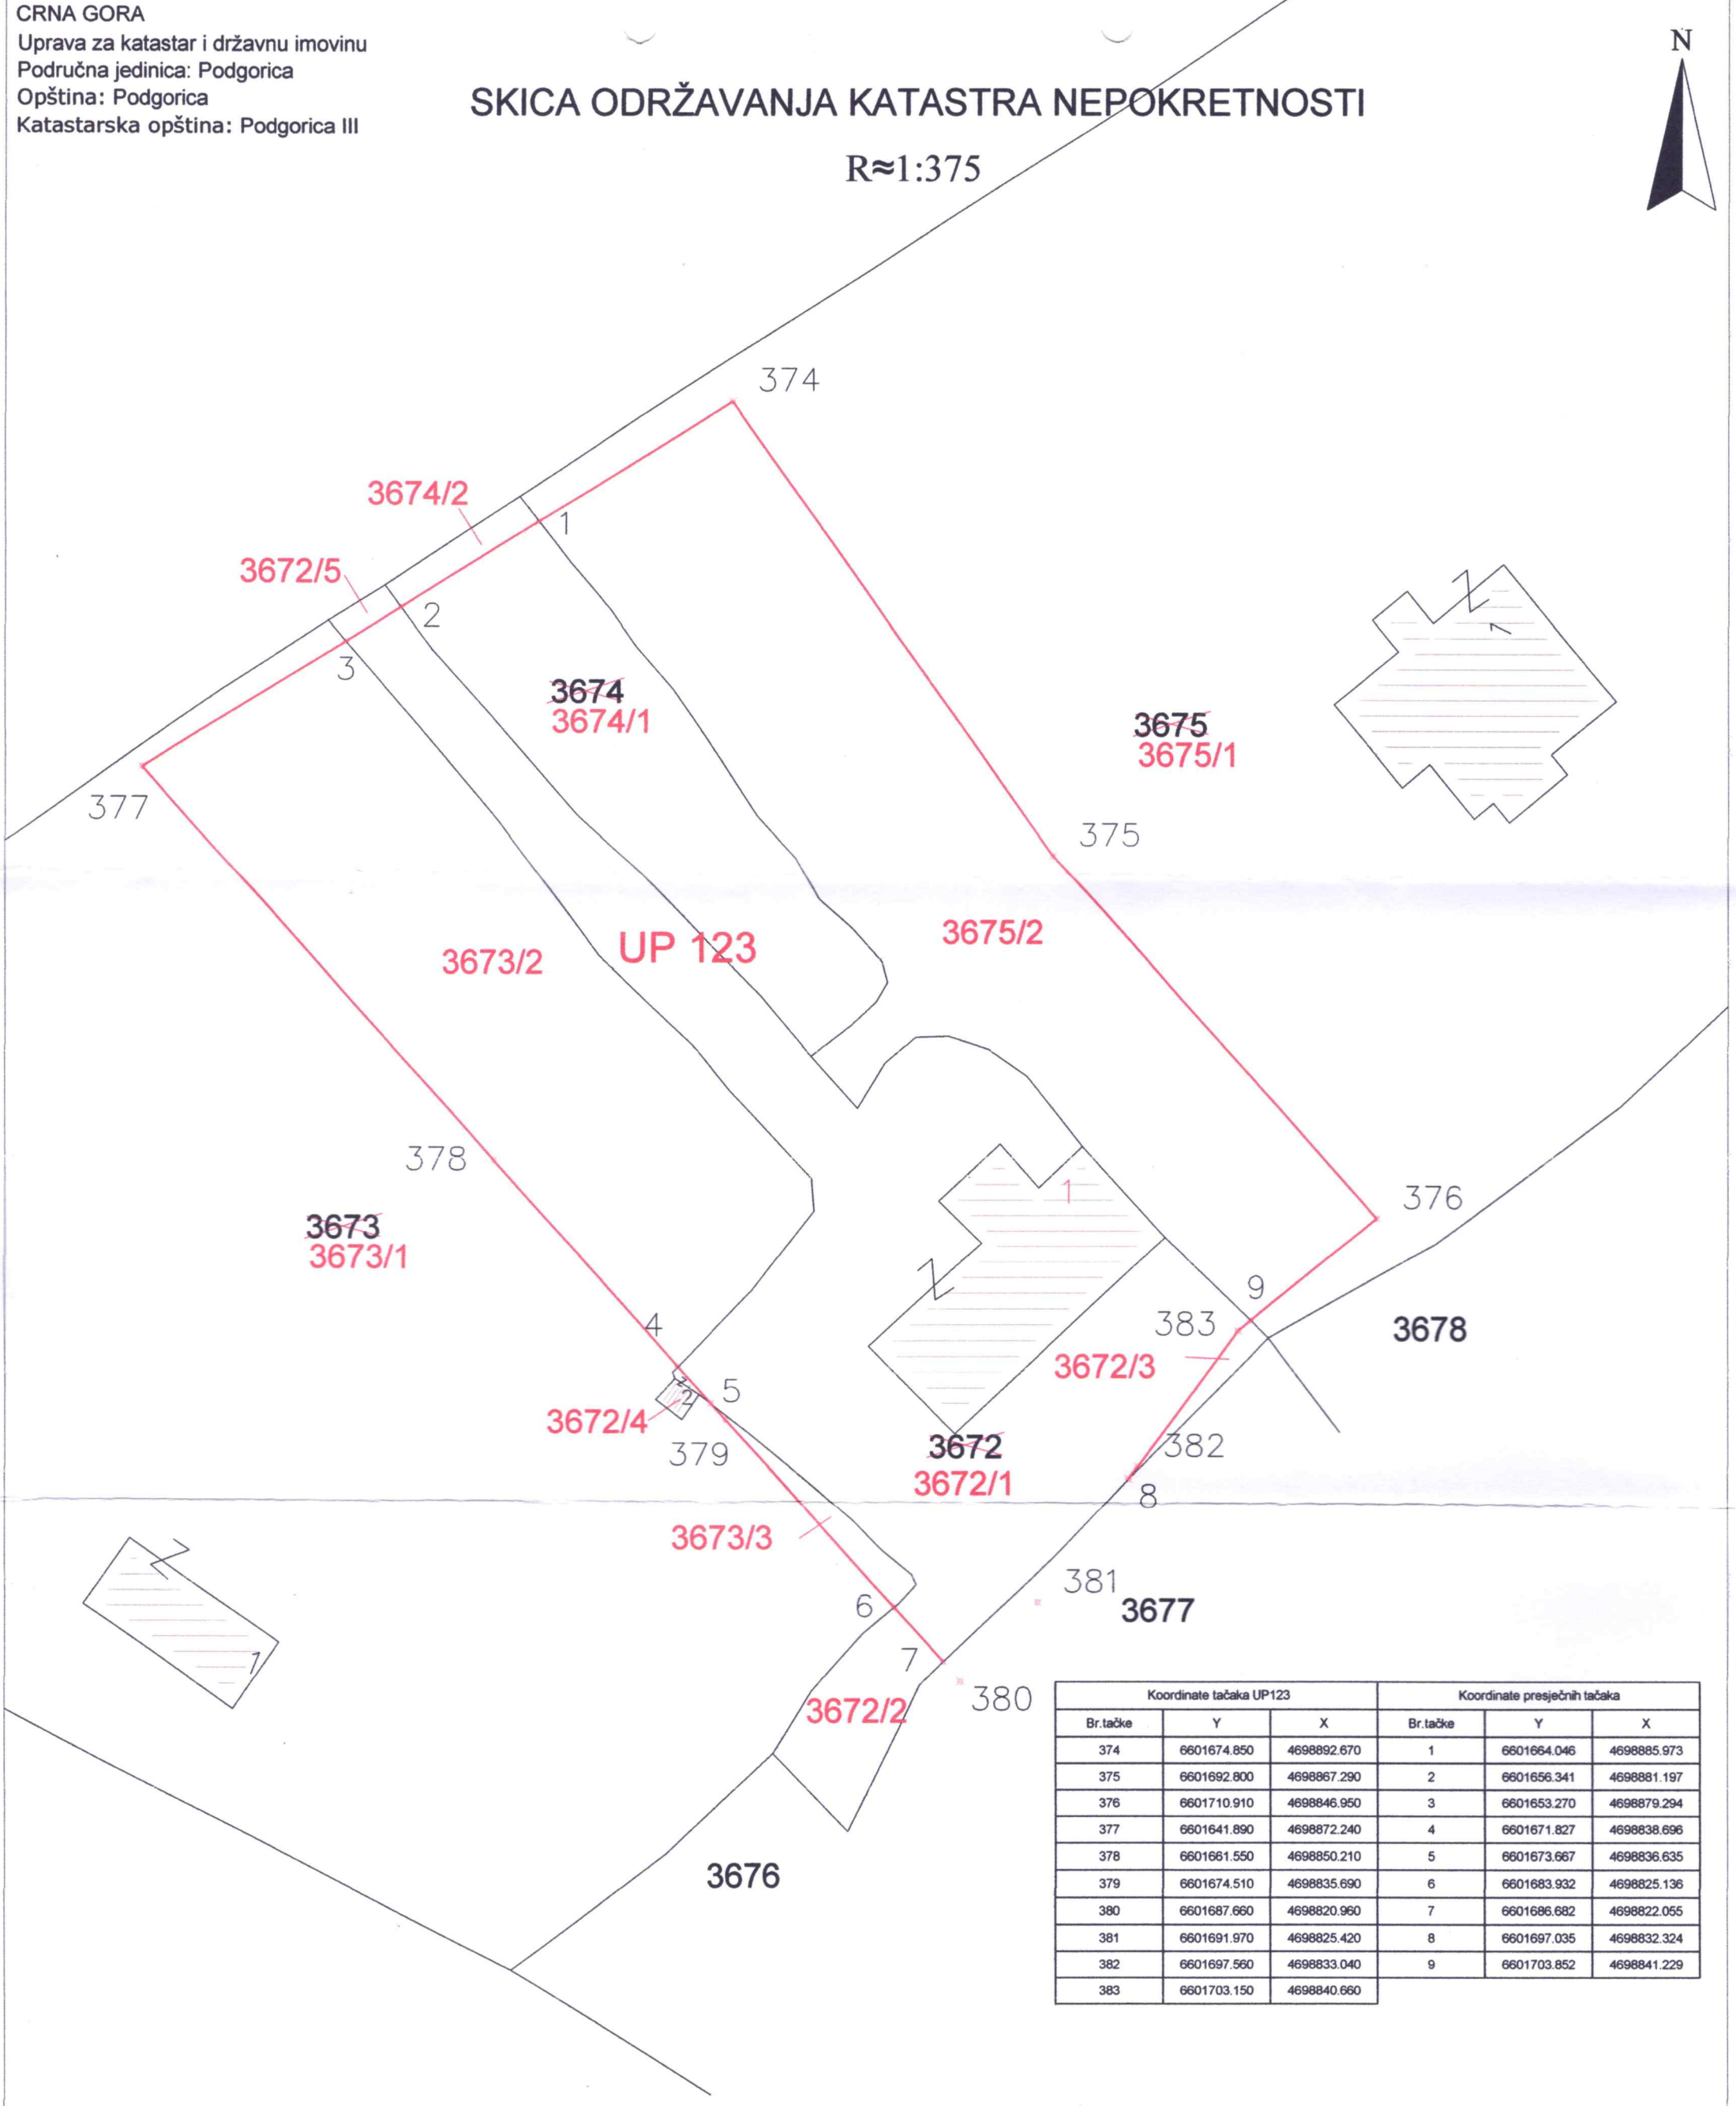 CRNA GORA
Uprava za katastar i državnu imovinu
Područna jedinica: Podgorica
Opština: Podgorica
Katastarska opština: Podgorica III
SKICA ODRŽAVANJA KATASTRA NEPOKRETNOSTI
R≈1:375
N
374
3674/2
1
3672/5
2
3
3674
3674/1
1
3675
3675/1
377
375
3673/2
UP 123
3675/2
378
1
376
3673
3673/1
9
4
383
3678
3672/3
2
5
3672/4
379
3672
3672/1
382
8
3673/3
381
3677
6
1
7
380
3672/2
3676
Koordinate tačaka UP123 Koordinate presječnih tačaka
Br.tačke Y X Br.tačke Y X
374 6601674.850 4698892.670 1 6601664.046 4698885.973
375 6601692.800 4698867.290 2 6601656.341 4698881.197
376 6601710.910 4698846.950 3 6601653.270 4698879.294
377 6601641.890 4698872.240 4 6601671.827 4698838.696
378 6601661.550 4698850.210 5 6601673.667 4698836.635
379 6601674.510 4698835.690 6 6601683.932 4698825.136
380 6601687.660 4698820.960 7 6601686.682 4698822.055
381 6601691.970 4698825.420 8 6601697.035 4698832.324
382 6601697.560 4698833.040 9 6601703.852 4698841.229
383 6601703.150 4698840.660